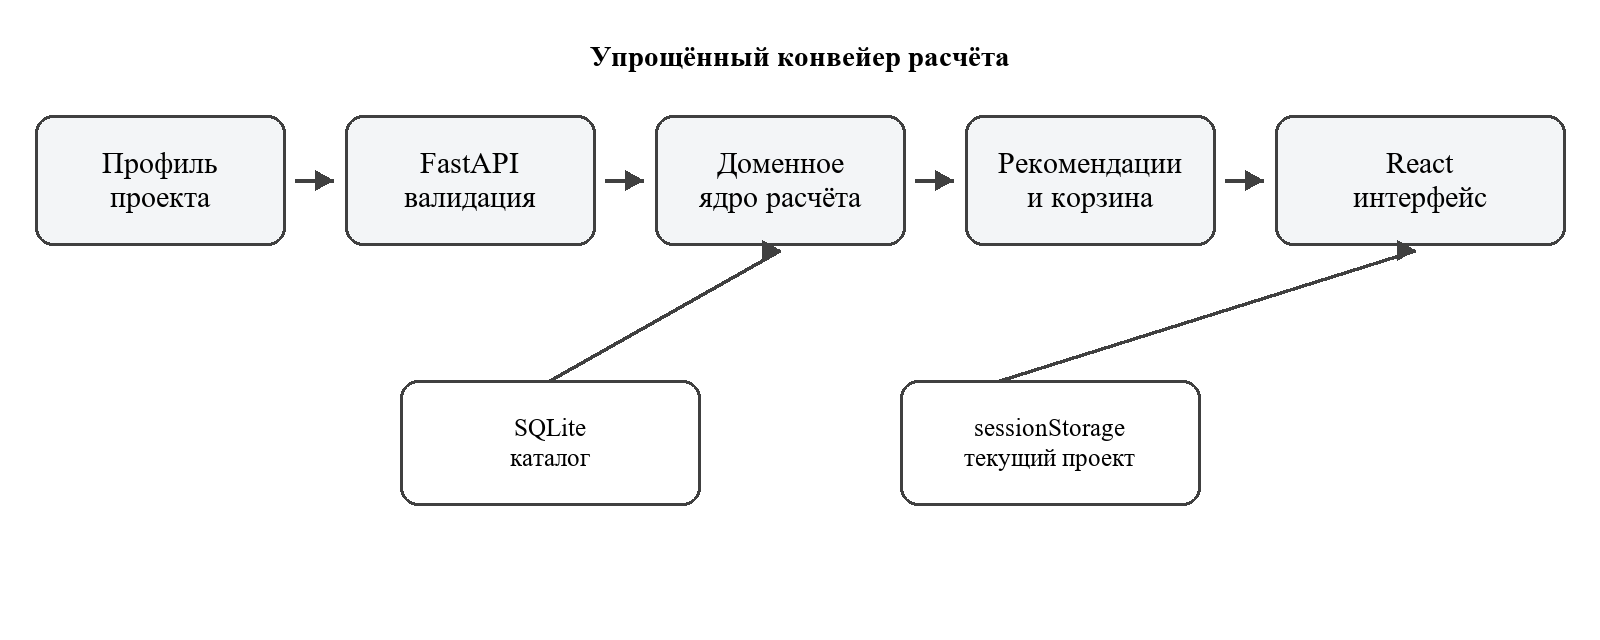 Упрощённый конвейер расчёта
Профиль
проекта
FastAPI
валидация
Доменное
ядро расчёта
Рекомендации
и корзина
React
интерфейс
SQLite
каталог
sessionStorage
текущий проект